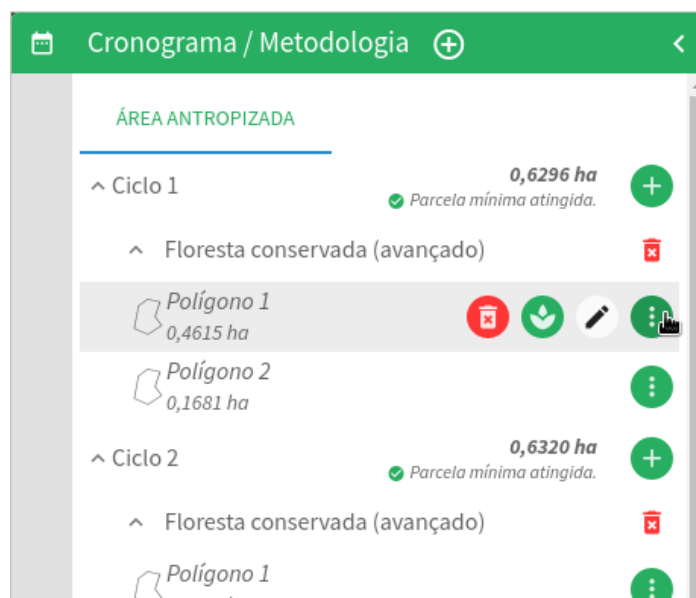 Cronograma / Metodologia
ÁREA ANTROPIZADA
Ciclo 1
0,6296 ha
Parcela mínima atingida.
Floresta conservada (avançado)
Polígono 1
0,4615 ha
Polígono 2
0,1681 ha
Ciclo 2
0,6320 ha
Parcela mínima atingida.
Floresta conservada (avançado)
Polígono 1